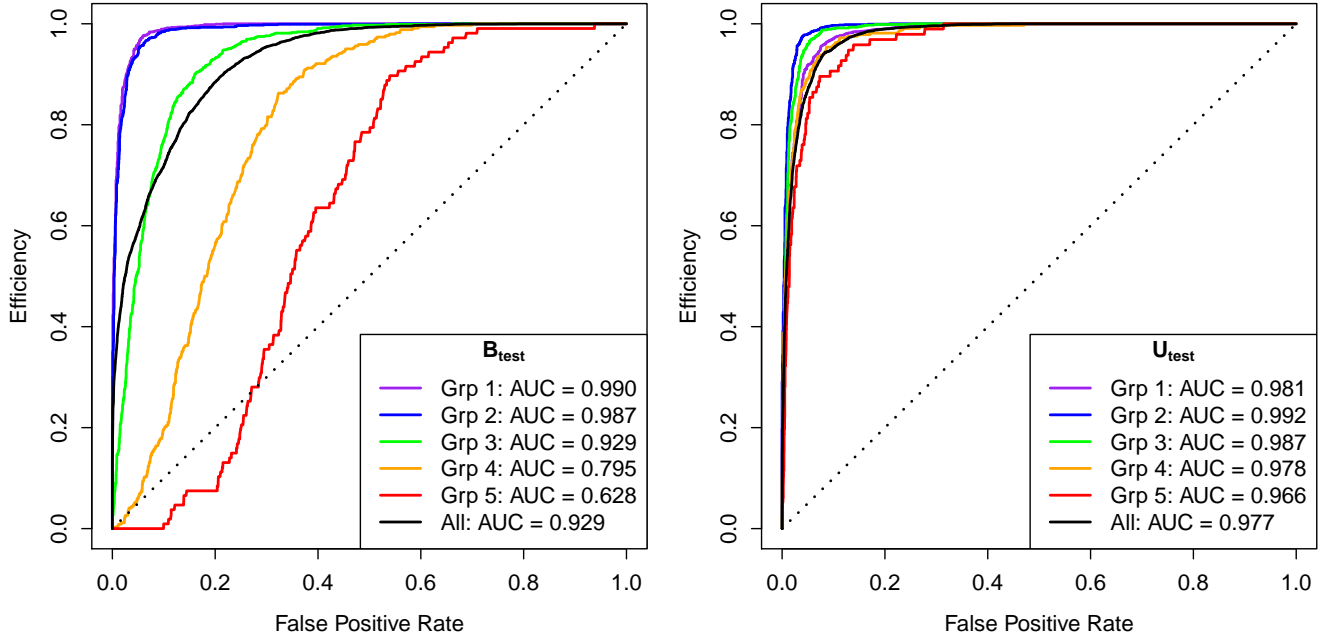 Efficiency
1.0
0.8
0.6
0.4
0.2
0.0
0.0 0.2 0.4 0.6 0.8 1.0
False Positive Rate
B_test
Grp 1: AUC = 0.990
Grp 2: AUC = 0.987
Grp 3: AUC = 0.929
Grp 4: AUC = 0.795
Grp 5: AUC = 0.628
All: AUC = 0.929
Efficiency
1.0
0.8
0.6
0.4
0.2
0.0
0.0 0.2 0.4 0.6 0.8 1.0
False Positive Rate
U_test
Grp 1: AUC = 0.981
Grp 2: AUC = 0.992
Grp 3: AUC = 0.987
Grp 4: AUC = 0.978
Grp 5: AUC = 0.966
All: AUC = 0.977